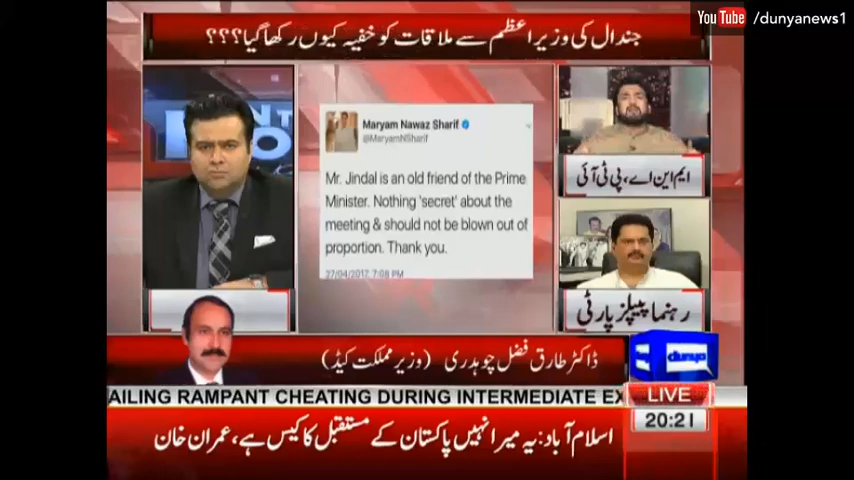 YouTube /dunyanews1
جندال کی وزیراعظم سے ملاقات کو خفیہ کیوں رکھا گیا؟؟؟
Maryam Nawaz Sharif
@MaryamNSharif
Mr. Jindal is an old friend of the Prime
Minister. Nothing 'secret' about the
meeting & should not be blown out of
proportion. Thank you.
27/04/2017, 7:08 PM
ایم این اے، پی ٹی آئی
رہنما پیپلز پارٹی
ڈاکٹر طارق فضل چوہدری (وزیر مملکت کیڈ)
dunya
AILING RAMPANT CHEATING DURING INTERMEDIATE EX
LIVE
20:21
اسلام آباد: یہ میرا نہیں پاکستان کے مستقبل کا کیس ہے، عمران خان